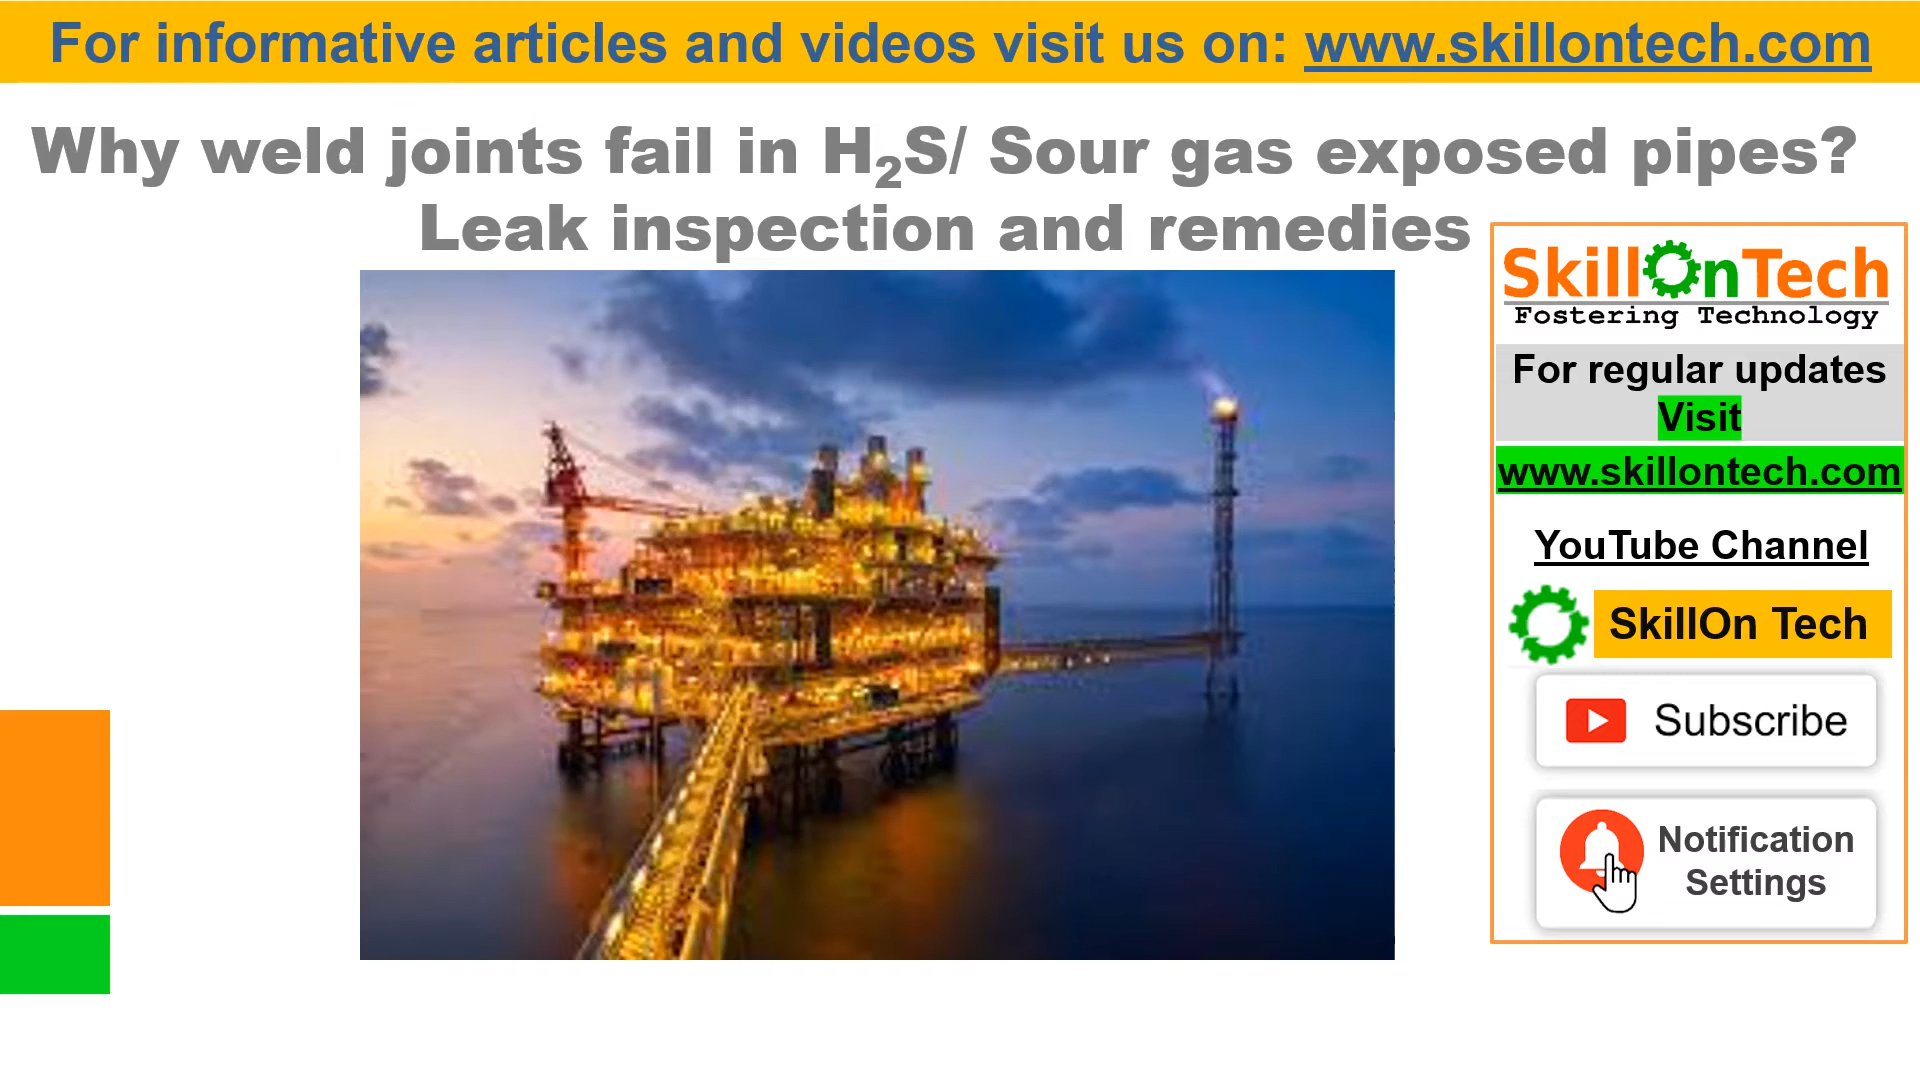 For informative articles and videos visit us on: www.skillontech.com
Why weld joints fail in H₂S/ Sour gas exposed pipes?
Leak inspection and remedies
SkillOnTech
Fostering Technology
For regular updates
Visit
www.skillontech.com
YouTube Channel
SkillOn Tech
Subscribe
Notification
Settings